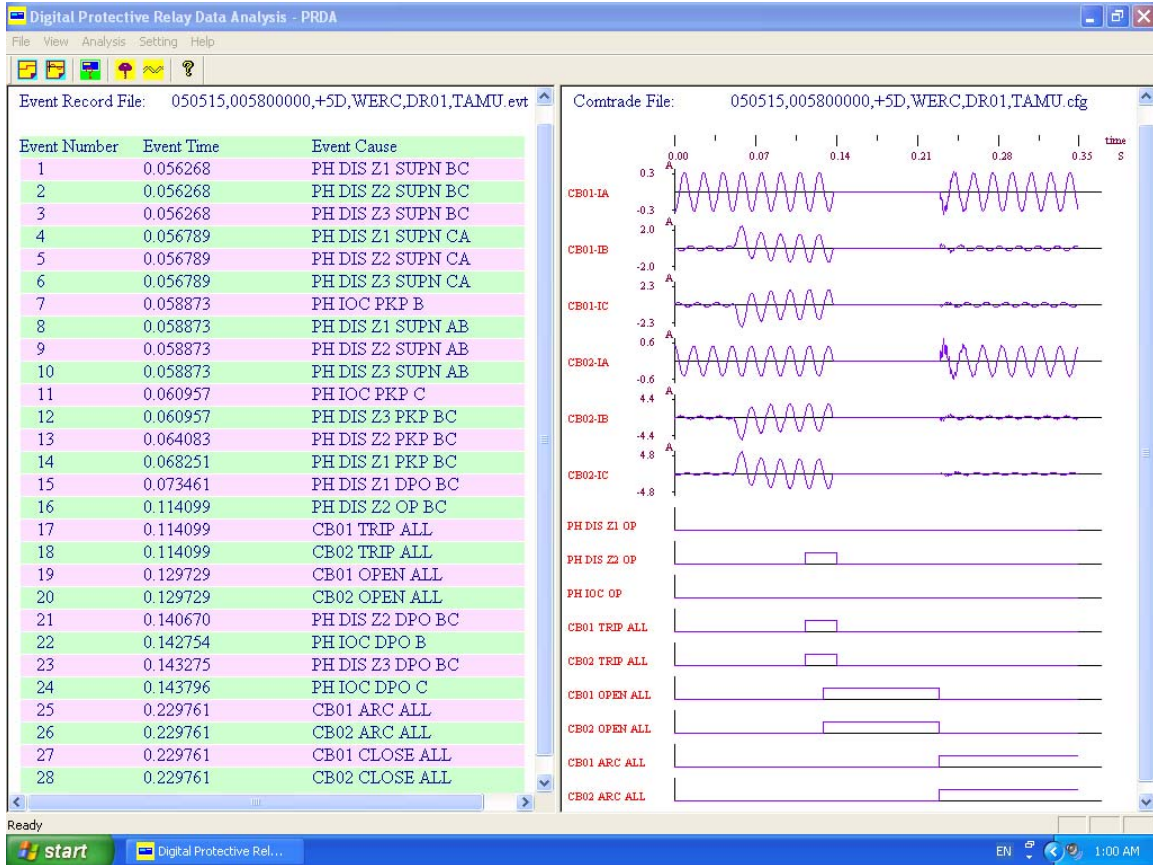 Digital Protective Relay Data Analysis - PRDA
File View Analysis Setting Help
Event Record File: 050515,005800000,+5D,WERC,DR01,TAMU.evt
Event Number Event Time Event Cause
1 0.056268 PH DIS Z1 SUPN BC
2 0.056268 PH DIS Z2 SUPN BC
3 0.056268 PH DIS Z3 SUPN BC
4 0.056789 PH DIS Z1 SUPN CA
5 0.056789 PH DIS Z2 SUPN CA
6 0.056789 PH DIS Z3 SUPN CA
7 0.058873 PH IOC PKP B
8 0.058873 PH DIS Z1 SUPN AB
9 0.058873 PH DIS Z2 SUPN AB
10 0.058873 PH DIS Z3 SUPN AB
11 0.060957 PH IOC PKP C
12 0.060957 PH DIS Z3 PKP BC
13 0.064083 PH DIS Z2 PKP BC
14 0.068251 PH DIS Z1 PKP BC
15 0.073461 PH DIS Z1 DPO BC
16 0.114099 PH DIS Z2 OP BC
17 0.114099 CB01 TRIP ALL
18 0.114099 CB02 TRIP ALL
19 0.129729 CB01 OPEN ALL
20 0.129729 CB02 OPEN ALL
21 0.140670 PH DIS Z2 DPO BC
22 0.142754 PH IOC DPO B
23 0.143275 PH DIS Z3 DPO BC
24 0.143796 PH IOC DPO C
25 0.229761 CB01 ARC ALL
26 0.229761 CB02 ARC ALL
27 0.229761 CB01 CLOSE ALL
28 0.229761 CB02 CLOSE ALL
Comtrade File: 050515,005800000,+5D,WERC,DR01,TAMU.cfg
time
0.00 0.07 0.14 0.21 0.28 0.35 S
A
0.3
CB01-IA
-0.3
A
2.0
CB01-IB
-2.0
A
2.3
CB01-IC
-2.3
A
0.6
CB02-IA
-0.6
A
4.4
CB02-IB
-4.4
A
4.8
CB02-IC
-4.8
PH DIS Z1 OP
PH DIS Z2 OP
PH IOC OP
CB01 TRIP ALL
CB02 TRIP ALL
CB01 OPEN ALL
CB02 OPEN ALL
CB01 ARC ALL
CB02 ARC ALL
Ready
start Digital Protective Rel... EN 1:00 AM